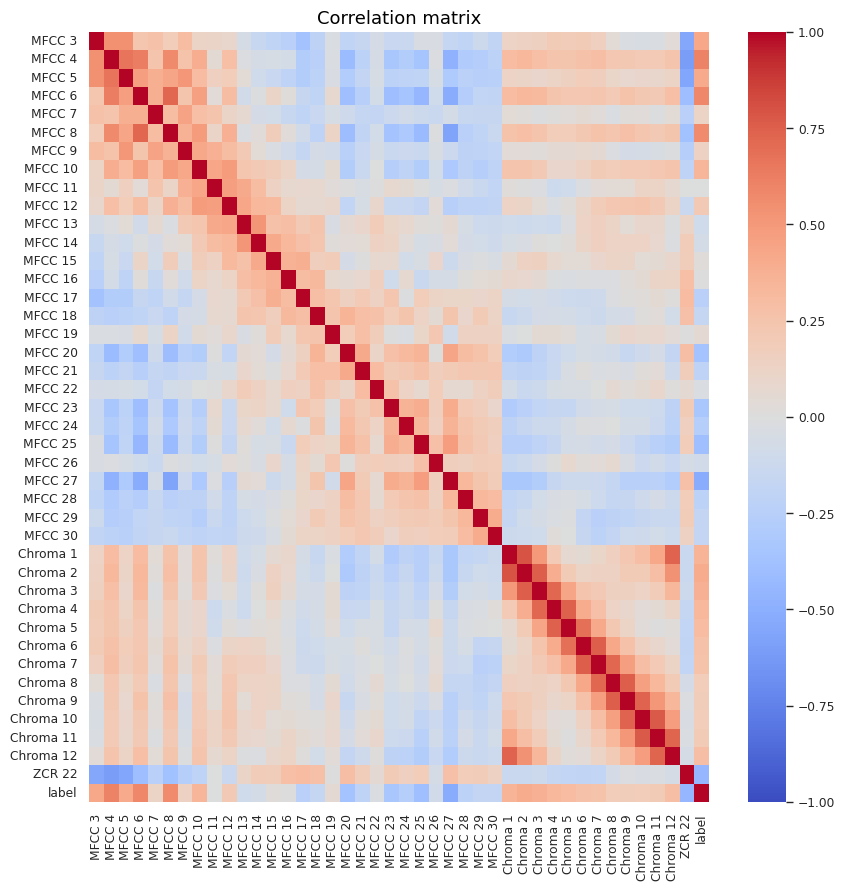 Correlation matrix
MFCC 3
MFCC 4
MFCC 5
MFCC 6
MFCC 7
MFCC 8
MFCC 9
MFCC 10
MFCC 11
MFCC 12
MFCC 13
MFCC 14
MFCC 15
MFCC 16
MFCC 17
MFCC 18
MFCC 19
MFCC 20
MFCC 21
MFCC 22
MFCC 23
MFCC 24
MFCC 25
MFCC 26
MFCC 27
MFCC 28
MFCC 29
MFCC 30
Chroma 1
Chroma 2
Chroma 3
Chroma 4
Chroma 5
Chroma 6
Chroma 7
Chroma 8
Chroma 9
Chroma 10
Chroma 11
Chroma 12
ZCR 22
label
MFCC 3
MFCC 4
MFCC 5
MFCC 6
MFCC 7
MFCC 8
MFCC 9
MFCC 10
MFCC 11
MFCC 12
MFCC 13
MFCC 14
MFCC 15
MFCC 16
MFCC 17
MFCC 18
MFCC 19
MFCC 20
MFCC 21
MFCC 22
MFCC 23
MFCC 24
MFCC 25
MFCC 26
MFCC 27
MFCC 28
MFCC 29
MFCC 30
Chroma 1
Chroma 2
Chroma 3
Chroma 4
Chroma 5
Chroma 6
Chroma 7
Chroma 8
Chroma 9
Chroma 10
Chroma 11
Chroma 12
ZCR 22
label
1.00
0.75
0.50
0.25
0.00
−0.25
−0.50
−0.75
−1.00